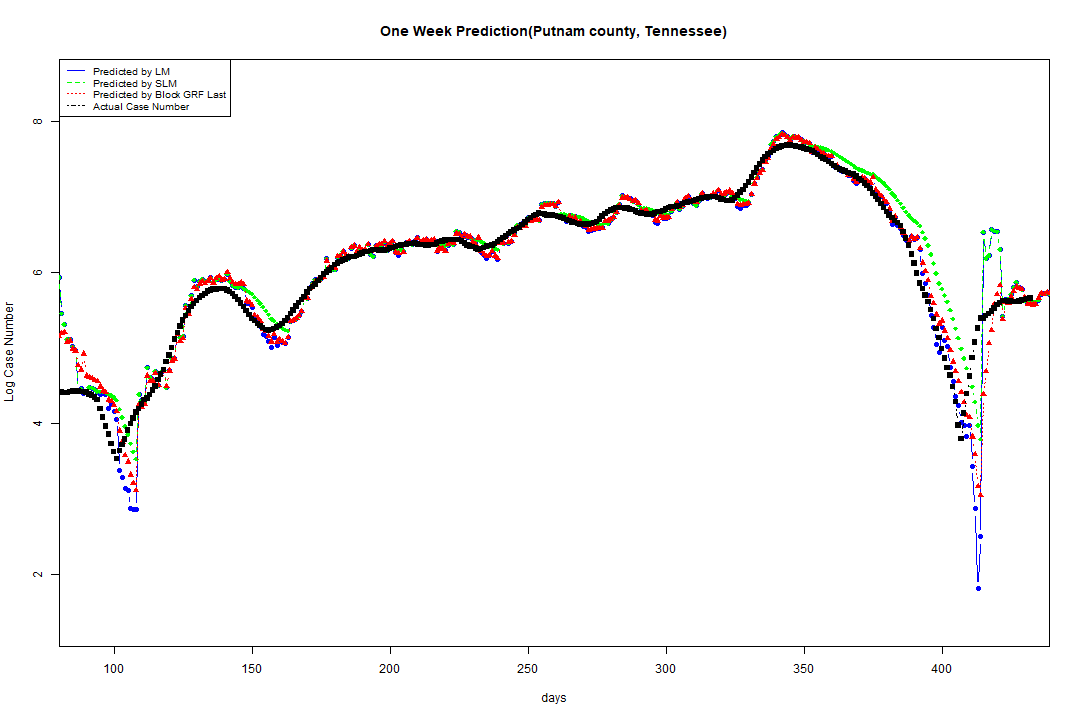 One Week Prediction(Putnam county, Tennessee)
Predicted by LM
Predicted by SLM
Predicted by Block GRF Last
Actual Case Number
Log Case Number
8
6
4
2
100 150 200 250 300 350 400
days